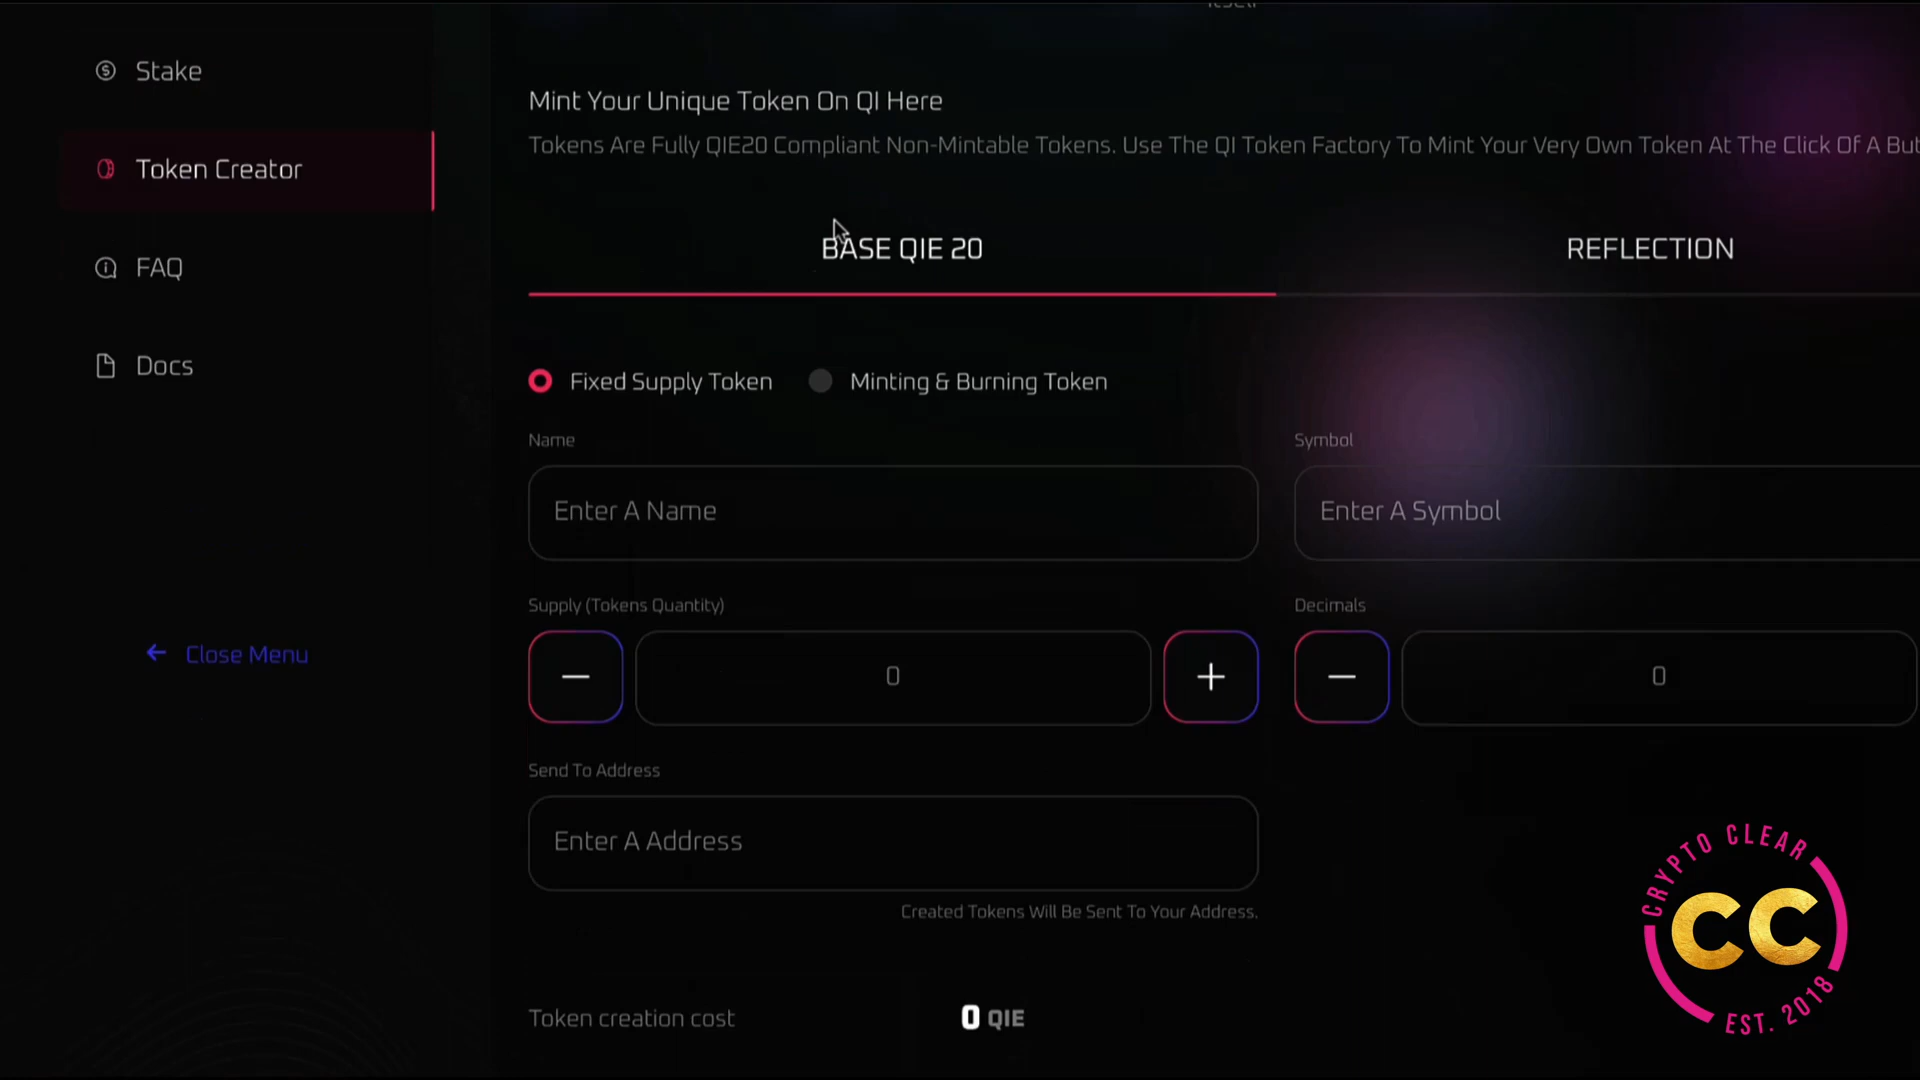 Itself
Stake
Token Creator
FAQ
Docs
Close Menu
Mint Your Unique Token On QI Here
Tokens Are Fully QIE20 Compliant Non-Mintable Tokens. Use The QI Token Factory To Mint Your Very Own Token At The Click Of A But
BASE QIE 20
REFLECTION
Fixed Supply Token
Minting & Burning Token
Name
Symbol
Enter A Name
Enter A Symbol
Supply (Tokens Quantity)
Decimals
0
0
Send To Address
Enter A Address
Created Tokens Will Be Sent To Your Address.
Token creation cost
0 QIE
CRYPTO CLEAR
CC
EST. 2018